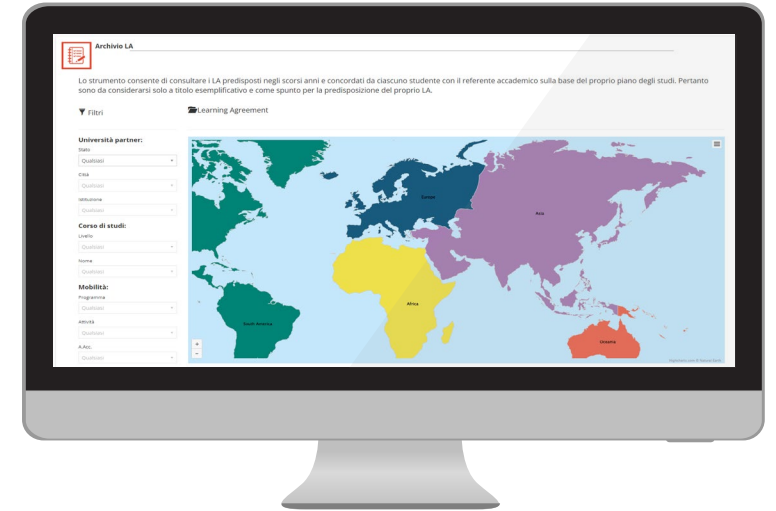 Archivio LA
Lo strumento consente di consultare i LA predisposti negli scorsi anni e concordati da ciascuno studente con il referente accademico sulla base del proprio piano degli studi. Pertanto
sono da considerarsi solo a titolo esemplificativo e come spunto per la predisposizione del proprio LA.
Filtri
Learning Agreement
Università partner:
Stato
Qualsiasi
Città
Qualsiasi
Istituzione
Qualsiasi
Corso di studi:
Livello
Qualsiasi
Nome
Qualsiasi
Mobilità:
Programma
Qualsiasi
Attività
Qualsiasi
A.Acc.
Qualsiasi
Europe
Asia
Africa
South America
Oceania
+
−